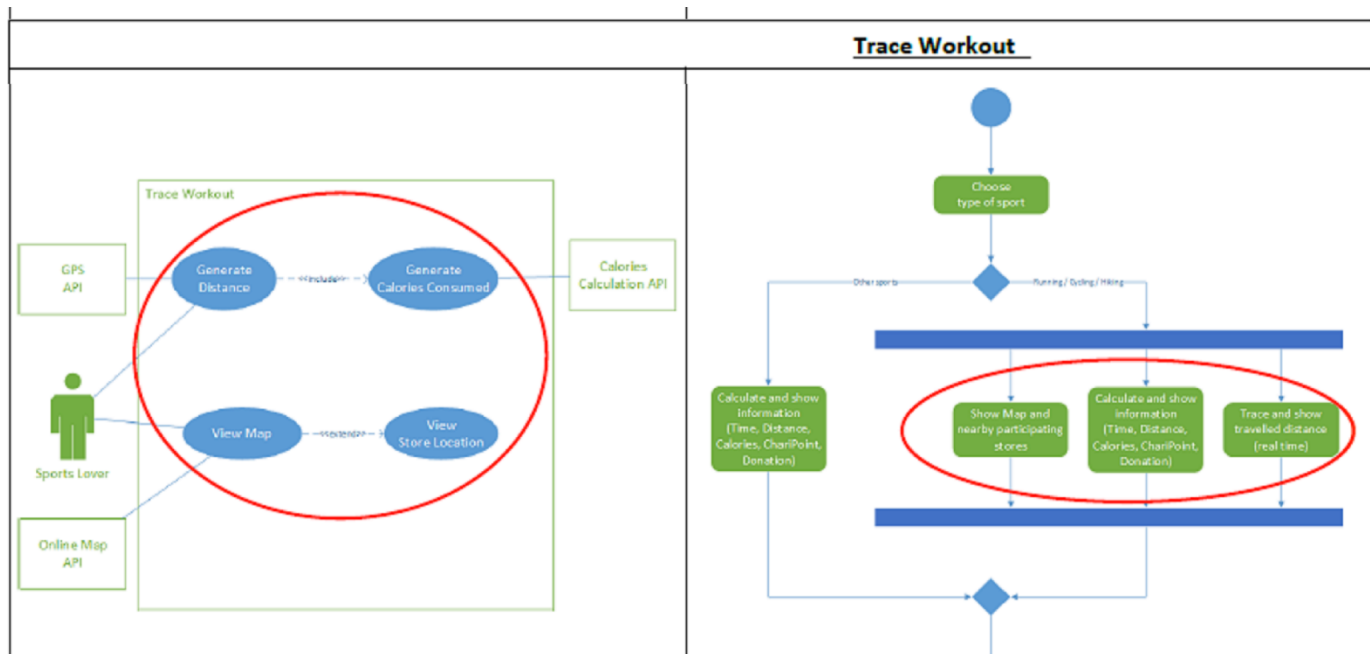 Trace Workout
Trace Workout
GPS
API
Generate
Distance
<<include>>
Generate
Calories Consumed
Calories
Calculation API
View Map
<<extend>>
View
Store Location
Sports Lover
Online Map
API
Choose
type of sport
Other sports
Running / Cycling / Hiking
Calculate and show
information
(Time, Distance,
Calories, ChariPoint,
Donation)
Show Map and
nearby participating
stores
Calculate and show
information
(Time, Distance,
Calories, ChariPoint,
Donation)
Trace and show
travelled distance
(real time)